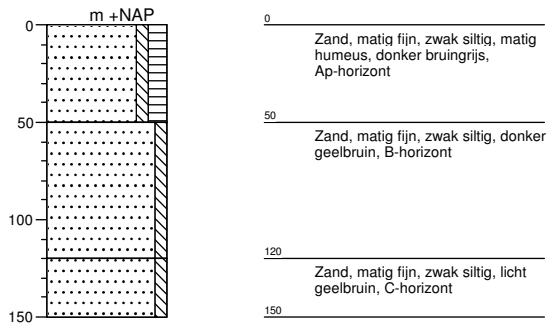 m +NAP
0
50
100
150
0
Zand, matig fijn, zwak siltig, matig
humeus, donker bruingrijs,
Ap-horizont
50
Zand, matig fijn, zwak siltig, donker
geelbruin, B-horizont
120
Zand, matig fijn, zwak siltig, licht
geelbruin, C-horizont
150